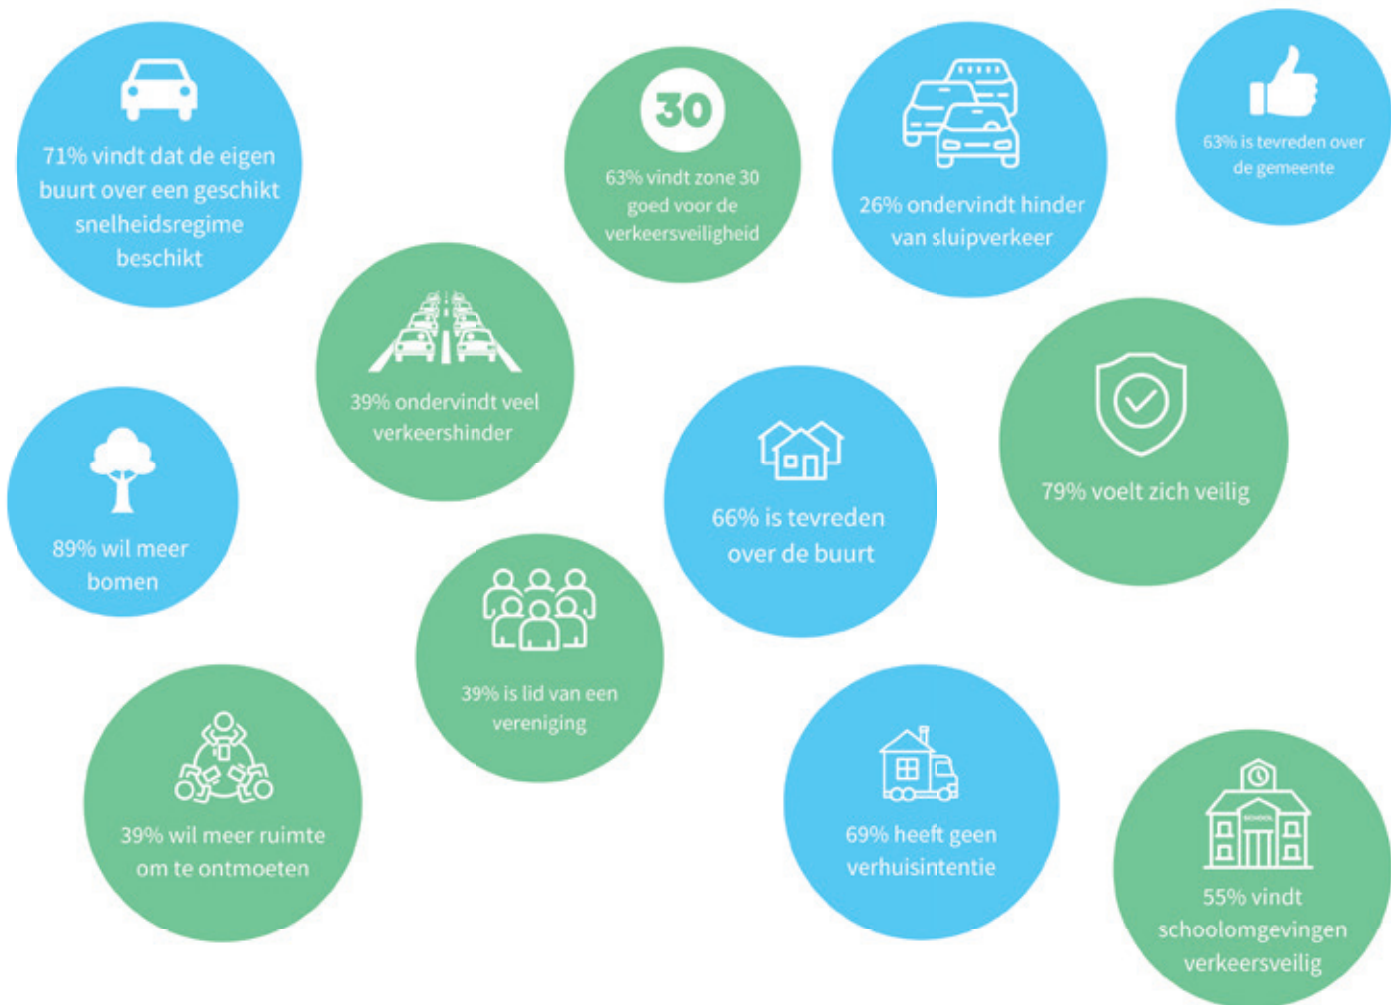 71% vindt dat de eigen
buurt over een geschikt
snelheidsregime
beschikt
30
63% vindt zone 30
goed voor de
verkeersveiligheid
26% ondervindt hinder
van sluipverkeer
63% is tevreden over
de gemeente
39% ondervindt veel
verkeershinder
79% voelt zich veilig
89% wil meer
bomen
66% is tevreden
over de buurt
39% is lid van een
vereniging
39% wil meer ruimte
om te ontmoeten
69% heeft geen
verhuisintentie
SCHOOL
55% vindt
schoolomgevingen
verkeersveilig